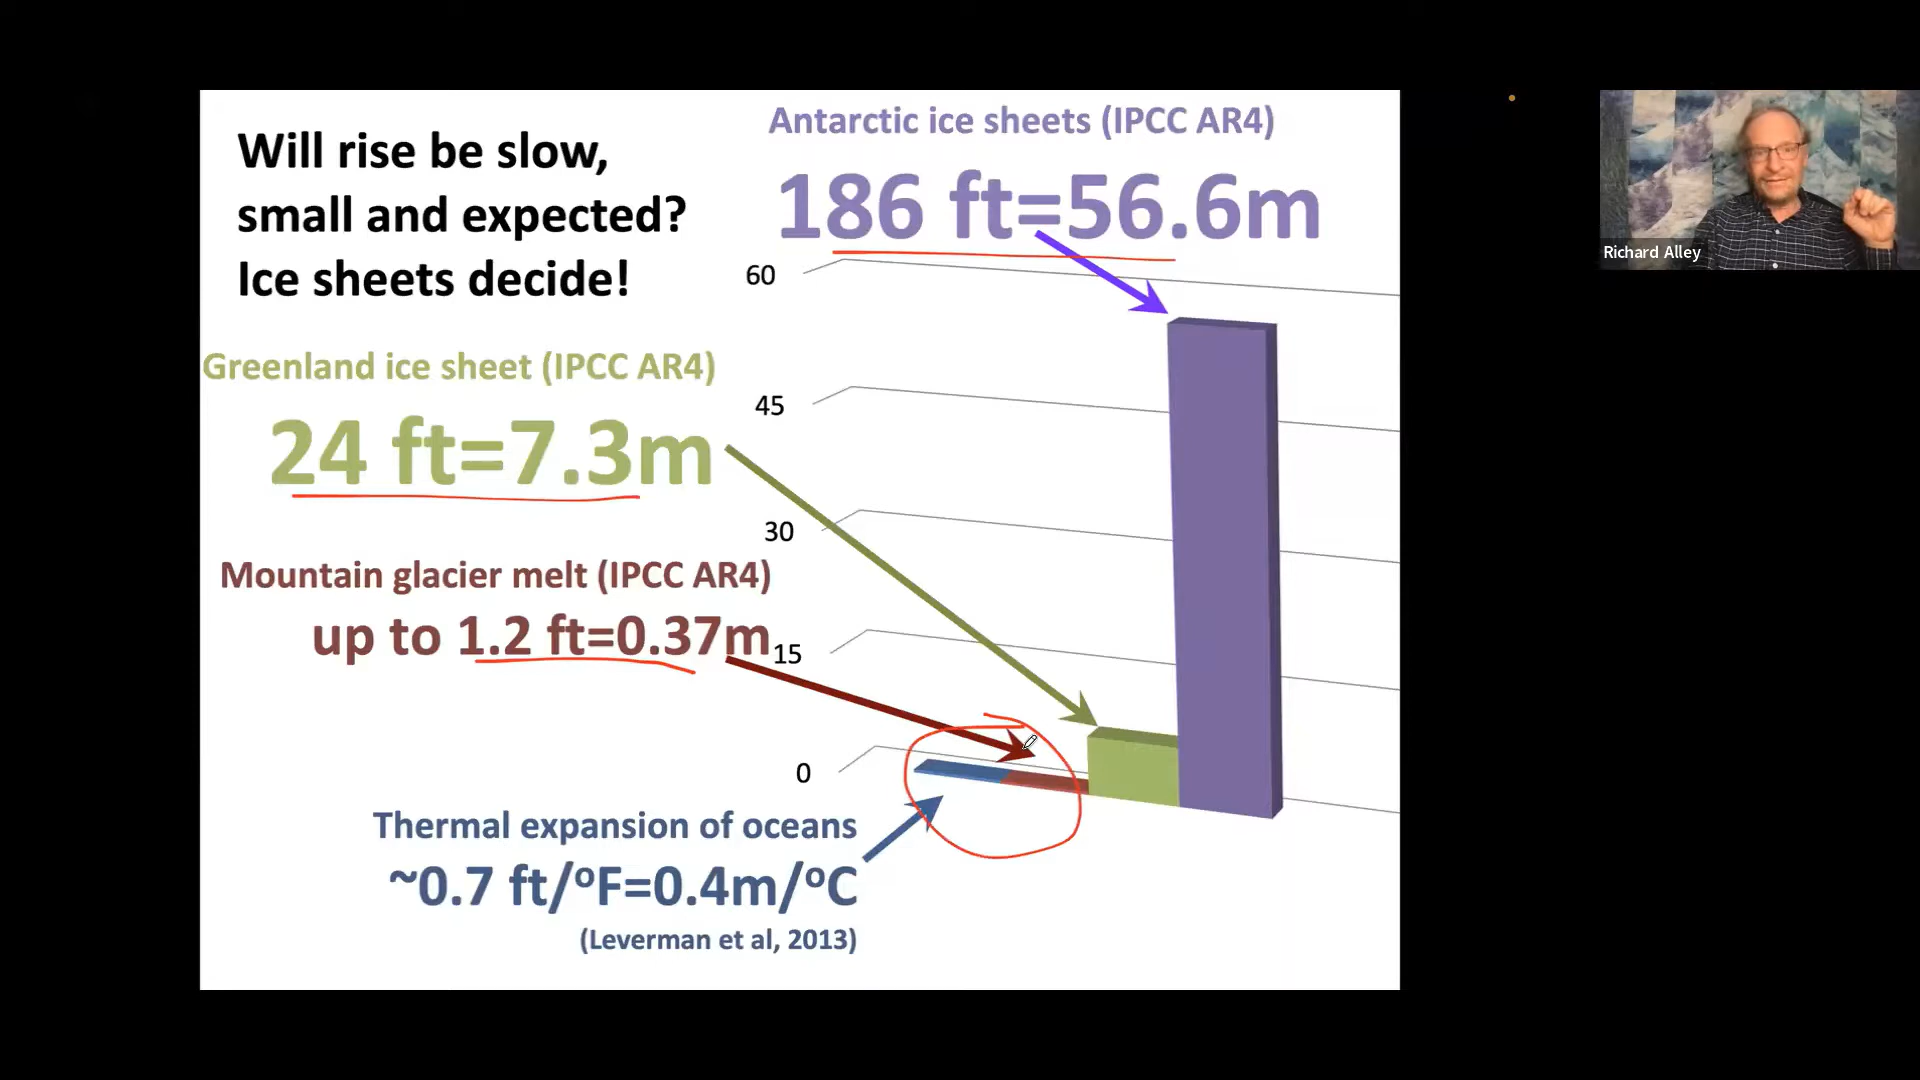 Will rise be slow,
small and expected?
Ice sheets decide!
Antarctic ice sheets (IPCC AR4)
186 ft=56.6m
Greenland ice sheet (IPCC AR4)
24 ft=7.3m
Mountain glacier melt (IPCC AR4)
up to 1.2 ft=0.37m
Thermal expansion of oceans
~0.7 ft/ºF=0.4m/ºC
(Leverman et al, 2013)
60
45
30
15
0
Richard Alley